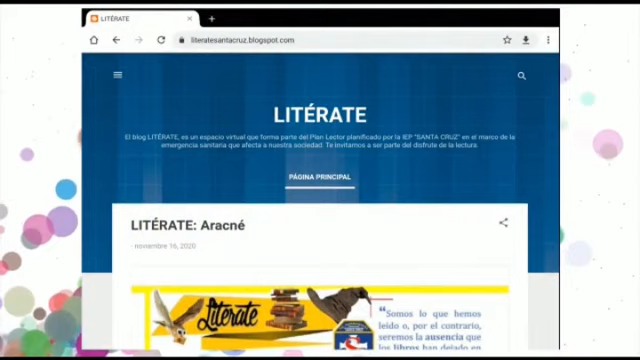 LITÉRATE
literatesantacruz.blogspot.com
LITÉRATE
El blog LITÉRATE, es un espacio virtual que forma parte del Plan Lector planificado por la IEP "SANTA CRUZ" en el marco de la
emergencia sanitaria que afecta a nuestra sociedad. Te invitamos a ser parte del disfrute de la lectura
PÁGINA PRINCIPAL
LITÉRATE: Aracné
- noviembre 16, 2020
Litérate
“Somos lo que hemos
leído o, por el contrario,
seremos la ausencia que
los libros han dejado en